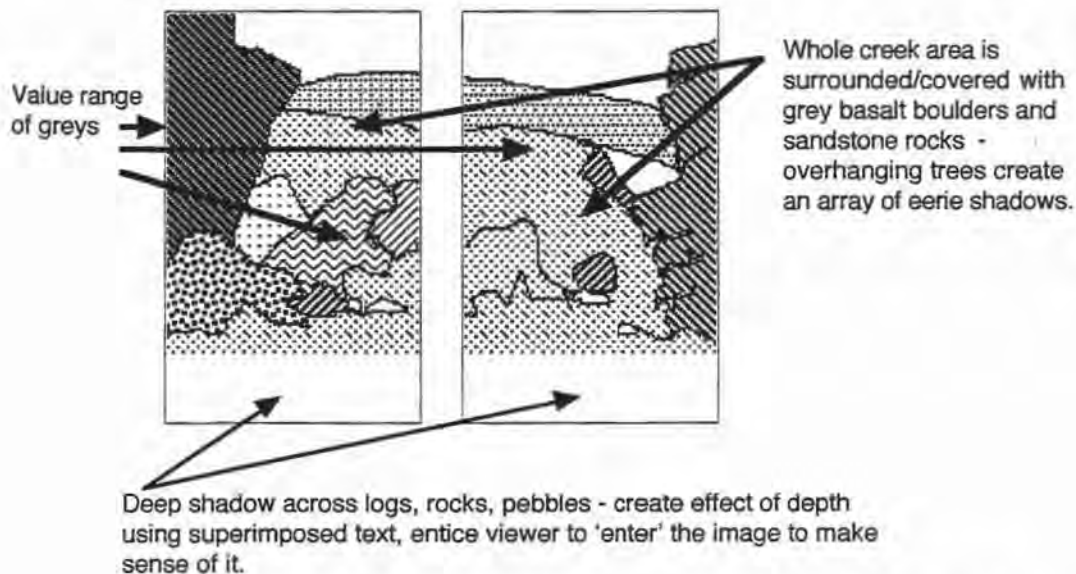 Value range
of greys
Whole creek area is
surrounded/covered with
grey basalt boulders and
sandstone rocks -
overhanging trees create
an array of eerie shadows.
Deep shadow across logs, rocks, pebbles - create effect of depth
using superimposed text, entice viewer to 'enter' the image to make
sense of it.